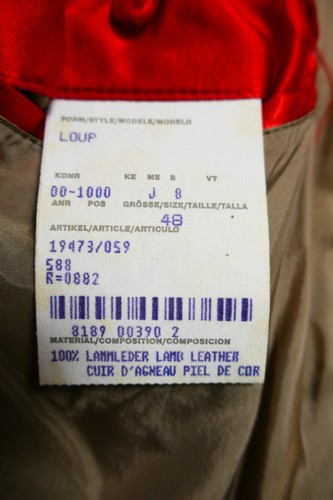 FORM/STYLE/MODELE/MODELO
LOUP
KDNR KE ME S VT
00-1000 J 8
ANR POS GRÖSSE/SIZE/TAILLE/TALLA
48
ARTIKEL/ARTICLE/ARTICULO
19473/059
588
R=0882
8189 00390 2
MATERIAL/COMPOSITION/COMPOSICION
100% LAMMLEDER LAMB LEATHER
CUIR D'AGNEAU PIEL DE COR